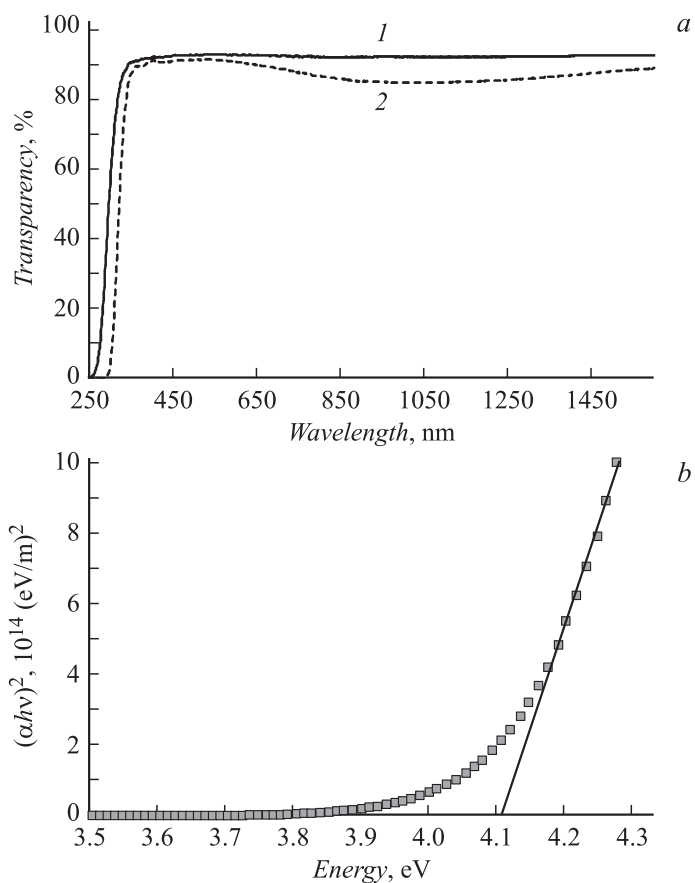 a
100
80
60
40
20
0
Transparency, %
1
2
250 450 650 850 1050 1250 1450
Wavelength, nm
b
10
8
6
4
2
0
(αhν)², 10¹⁴ (eV/m)²
3.5 3.6 3.7 3.8 3.9 4.0 4.1 4.2 4.3
Energy, eV